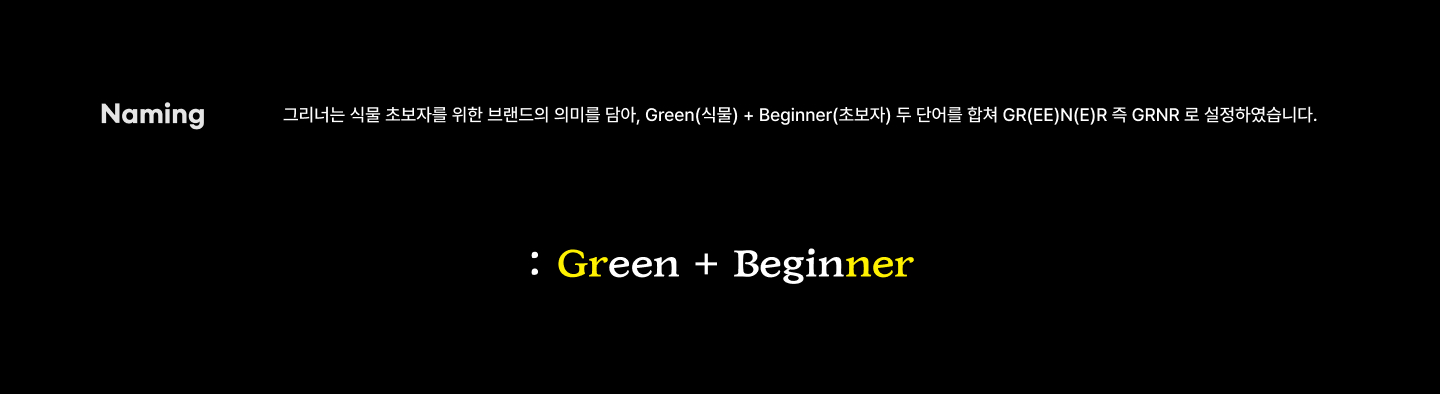 Naming
그리너는 식물 초보자를 위한 브랜드의 의미를 담아, Green(식물) + Beginner(초보자) 두 단어를 합쳐 GR(EE)N(E)R 즉 GRNR 로 설정하였습니다.
: Green + Beginner